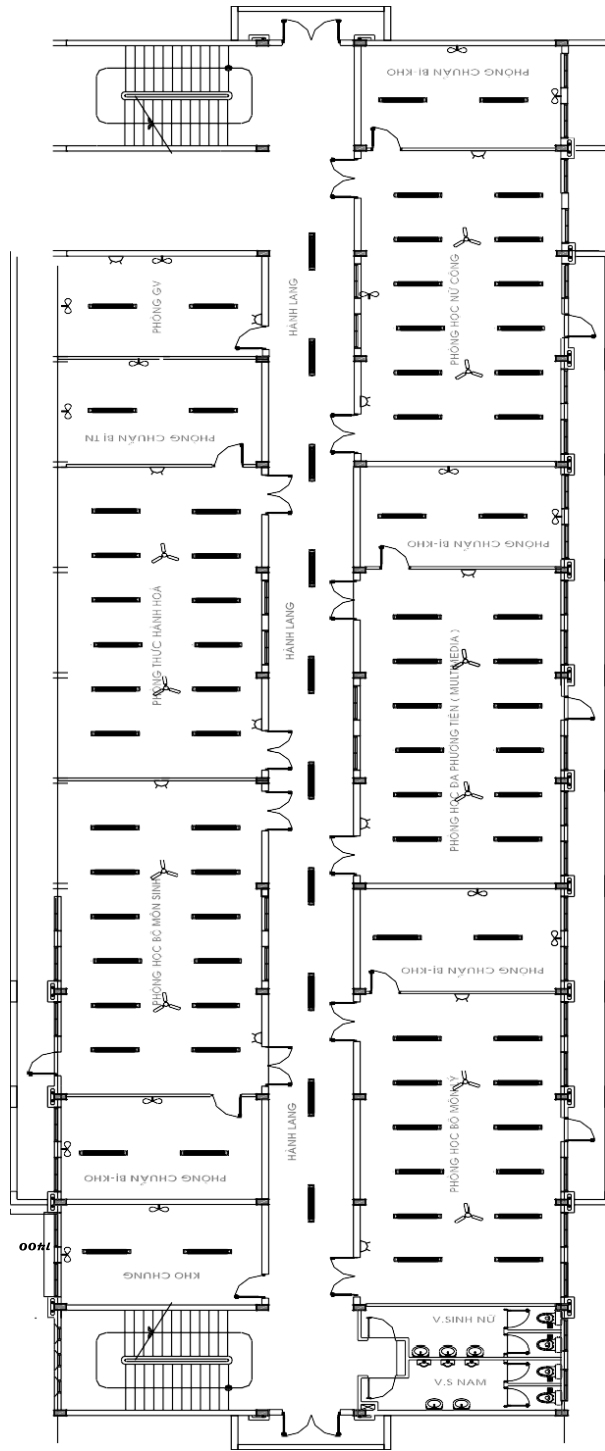 PHÒNG CHUẨN BỊ-KHO
PHÒNG GV
HÀNH LANG
PHÒNG HỌC NỮ CÔNG
PHÒNG CHUẨN BỊ TN
PHÒNG CHUẨN BỊ-KHO
PHÒNG THỰC HÀNH HOÁ
HÀNH LANG
PHÒNG HỌC ĐA PHƯƠNG TIỆN ( MULTIMEDIA )
PHÒNG HỌC BỘ MÔN SINH
PHÒNG CHUẨN BỊ-KHO
HÀNH LANG
PHÒNG HỌC BỘ MÔN LÝ
PHÒNG CHUẨN BỊ-KHO
1400
KHO CHUNG
V.SINH NỮ
V.S NAM